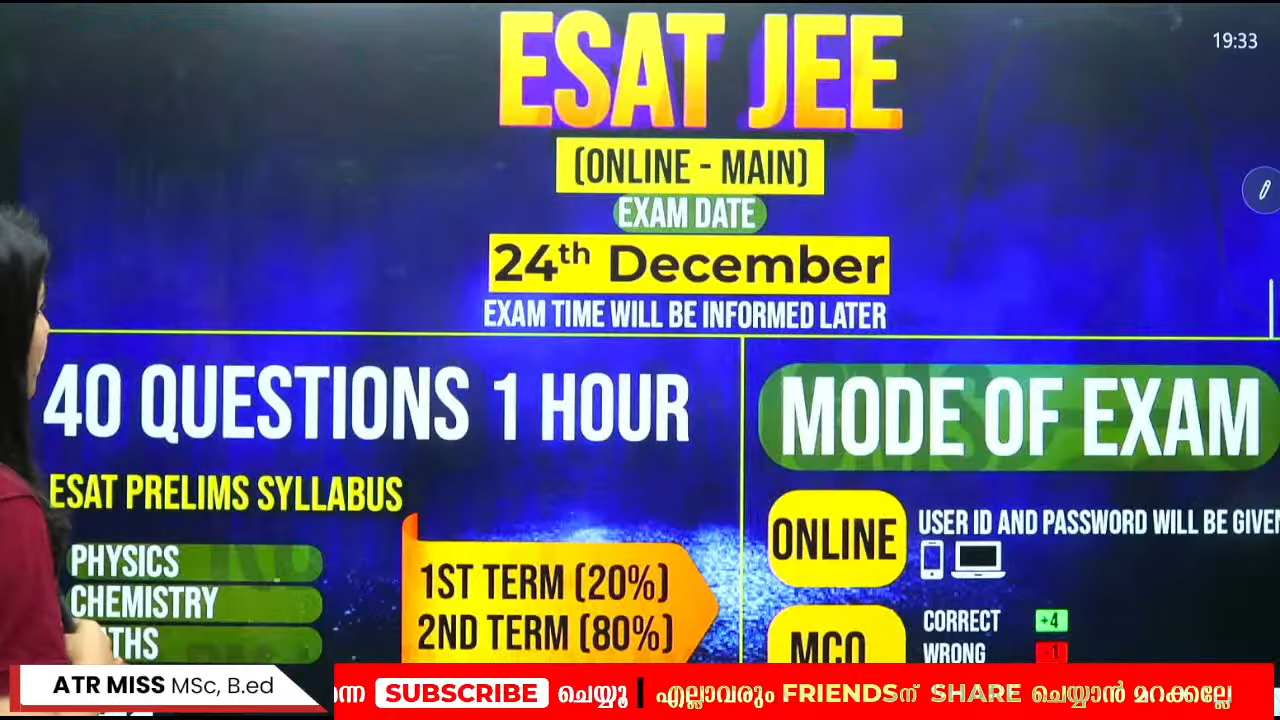 ESAT JEE
19:33
(ONLINE - MAIN)
EXAM DATE
24th December
EXAM TIME WILL BE INFORMED LATER
40 QUESTIONS 1 HOUR
ESAT PRELIMS SYLLABUS
PHYSICS
CHEMISTRY
THS
1ST TERM (20%)
2ND TERM (80%)
MODE OF EXAM
ONLINE
USER ID AND PASSWORD WILL BE GIVEN
MCQ
CORRECT +4
WRONG -1
ATR MISS MSc, B.ed
ന്നെ SUBSCRIBE ചെയ്യൂ | എല്ലാവരും FRIENDSന് SHARE ചെയ്യാൻ മറക്കല്ലേ